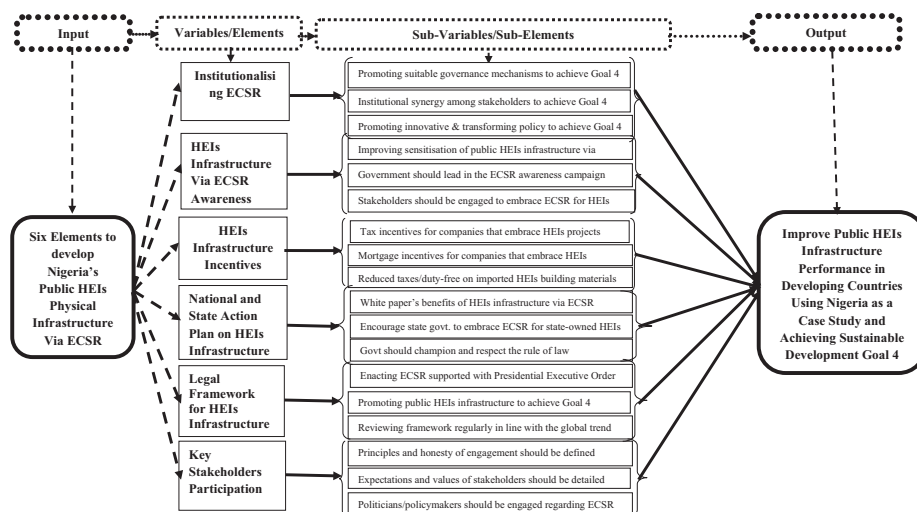 Input
Variables/Elements
Sub-Variables/Sub-Elements
Output
Six Elements to
develop
Nigeria's
Public HEIs
Physical
Infrastructure
Via ECSR
Institutionalisi
ng ECSR
Promoting suitable governance mechanisms to achieve Goal 4
Institutional synergy among stakeholders to achieve Goal 4
Promoting innovative & transforming policy to achieve Goal 4
HEIs
Infrastructure
Via ECSR
Awareness
Improving sensitisation of public HEIs infrastructure via
Government should lead in the ECSR awareness campaign
Stakeholders should be engaged to embrace ECSR for HEIs
HEIs
Infrastructure
Incentives
Tax incentives for companies that embrace HEIs projects
Mortgage incentives for companies that embrace HEIs
Reduced taxes/duty-free on imported HEIs building materials
National and
State Action
Plan on HEIs
Infrastructure
White paper's benefits of HEIs infrastructure via ECSR
Encourage state govt. to embrace ECSR for state-owned HEIs
Govt should champion and respect the rule of law
Legal
Framework
for HEIs
Infrastructure
Enacting ECSR supported with Presidential Executive Order
Promoting public HEIs infrastructure to achieve Goal 4
Reviewing framework regularly in line with the global trend
Key
Stakeholders
Participation
Principles and honesty of engagement should be defined
Expectations and values of stakeholders should be detailed
Politicians/policymakers should be engaged regarding ECSR
Improve Public HEIs
Infrastructure
Performance in
Developing Countries
Using Nigeria as a
Case Study and
Achieving Sustainable
Development Goal 4